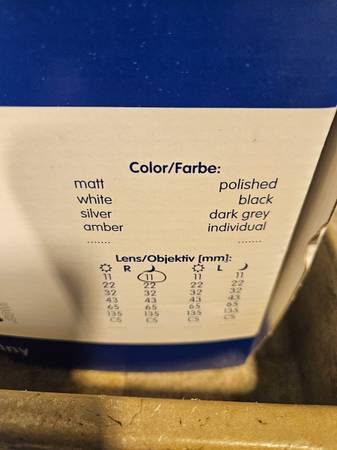 Color/Farbe:
matt polished
white black
silver dark grey
amber individual
....... .......
Lens/Objektiv [mm]:
R L
11 11 11 11
22 22 22 22
32 32 32 32
43 43 43 43
65 65 65 65
135 135 135 135
CS CS CS CS